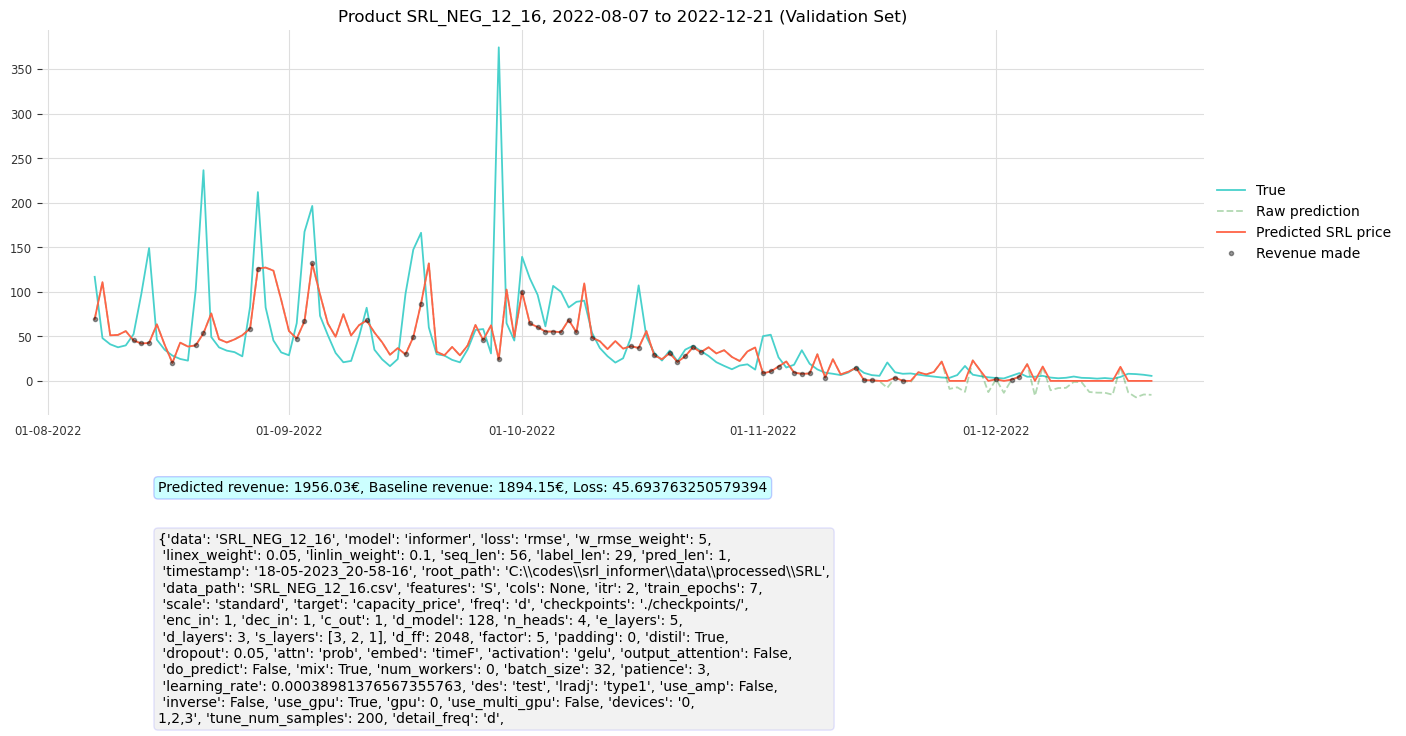 Product SRL_NEG_12_16, 2022-08-07 to 2022-12-21 (Validation Set)
350
300
250
200
150
100
50
0
01-08-2022
01-09-2022
01-10-2022
01-11-2022
01-12-2022
True
Raw prediction
Predicted SRL price
Revenue made
Predicted revenue: 1956.03€, Baseline revenue: 1894.15€, Loss: 45.693763250579394
{'data': 'SRL_NEG_12_16', 'model': 'informer', 'loss': 'rmse', 'w_rmse_weight': 5,
'linex_weight': 0.05, 'linlin_weight': 0.1, 'seq_len': 56, 'label_len': 29, 'pred_len': 1,
'timestamp': '18-05-2023_20-58-16', 'root_path': 'C:\\codes\\srl_informer\\data\\processed\\SRL',
'data_path': 'SRL_NEG_12_16.csv', 'features': 'S', 'cols': None, 'itr': 2, 'train_epochs': 7,
'scale': 'standard', 'target': 'capacity_price', 'freq': 'd', 'checkpoints': './checkpoints/',
'enc_in': 1, 'dec_in': 1, 'c_out': 1, 'd_model': 128, 'n_heads': 4, 'e_layers': 5,
'd_layers': 3, 's_layers': [3, 2, 1], 'd_ff': 2048, 'factor': 5, 'padding': 0, 'distil': True,
'dropout': 0.05, 'attn': 'prob', 'embed': 'timeF', 'activation': 'gelu', 'output_attention': False,
'do_predict': False, 'mix': True, 'num_workers': 0, 'batch_size': 32, 'patience': 3,
'learning_rate': 0.00038981376567355763, 'des': 'test', 'lradj': 'type1', 'use_amp': False,
'inverse': False, 'use_gpu': True, 'gpu': 0, 'use_multi_gpu': False, 'devices': '0,
1,2,3', 'tune_num_samples': 200, 'detail_freq': 'd',